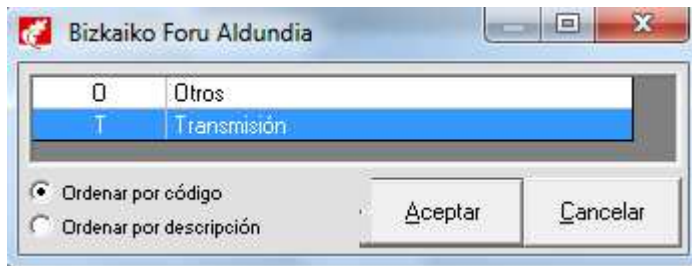 Bizkaiko Foru Aldundia
O Otros
T Transmisión
Ordenar por código
Ordenar por descripción
Aceptar
Cancelar